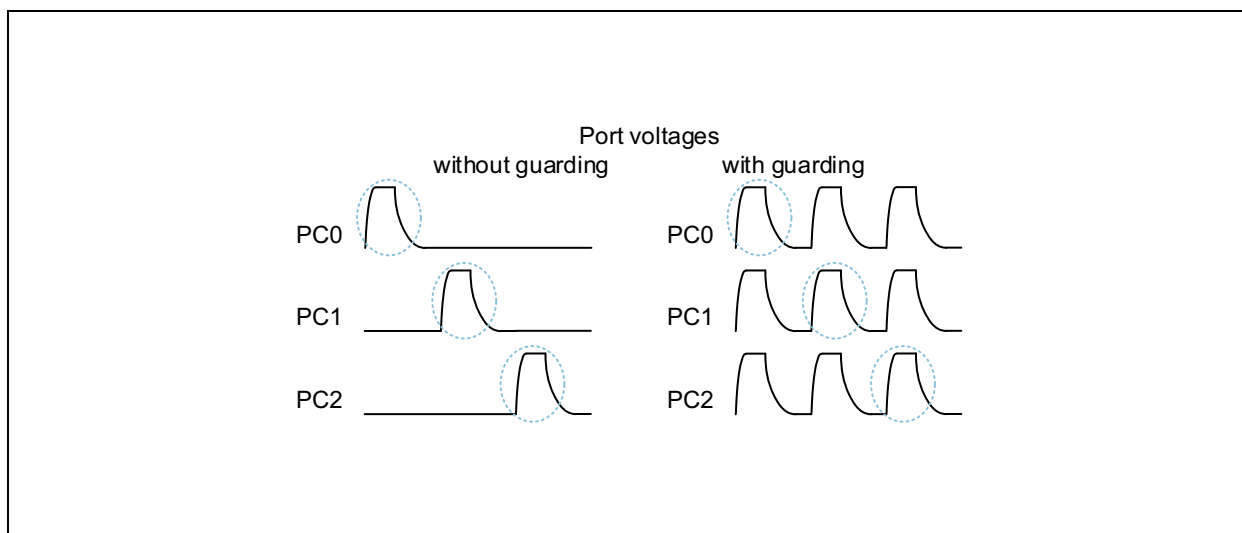 Port voltages
without guarding
with guarding
PC0
PC0
PC1
PC1
PC2
PC2